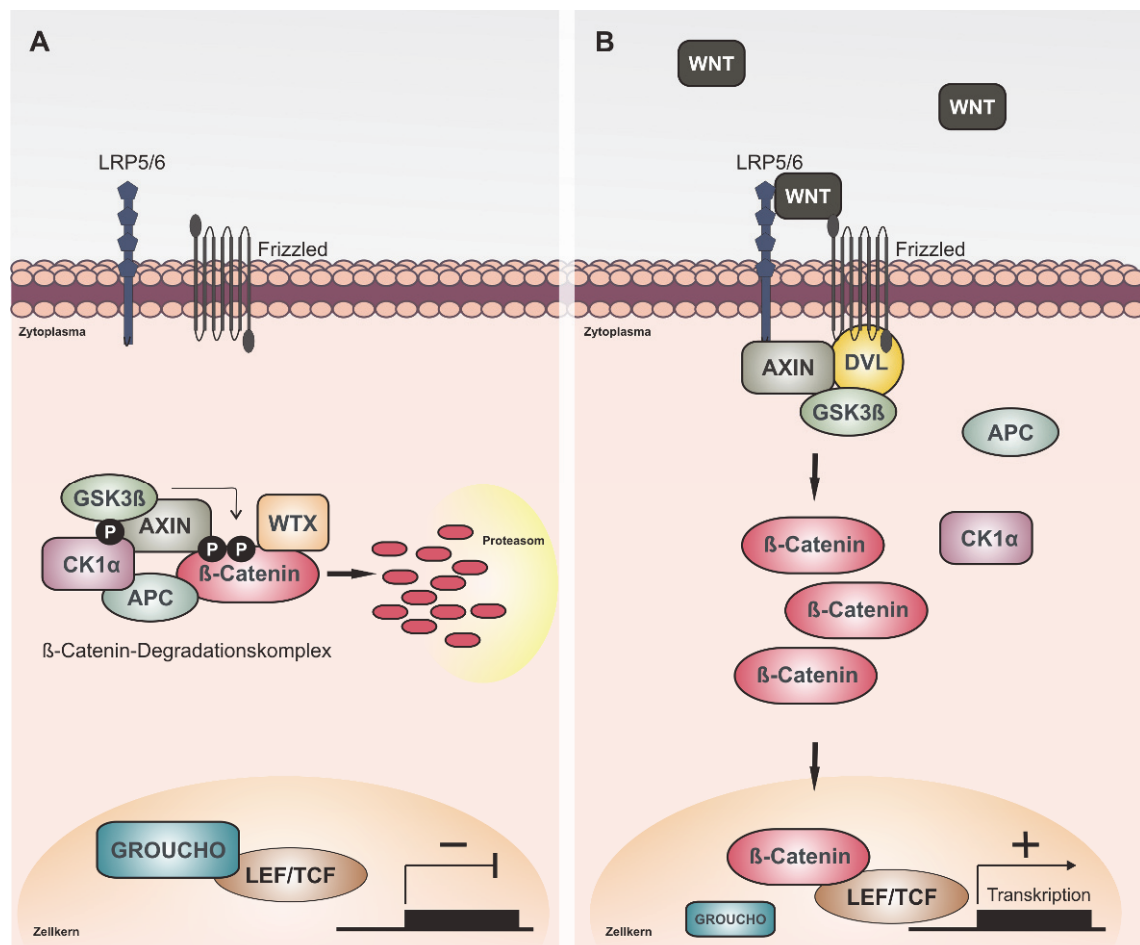 A
LRP5/6
Frizzled
Zytoplasma
GSK3ß
P
AXIN
WTX
CK1α
P P
ß-Catenin
APC
Proteasom
ß-Catenin-Degradationskomplex
GROUCHO
LEF/TCF
−
Zellkern
B
WNT
WNT
LRP5/6
WNT
Frizzled
Zytoplasma
AXIN
DVL
GSK3ß
APC
ß-Catenin
CK1α
ß-Catenin
ß-Catenin
ß-Catenin
+
LEF/TCF
Transkription
GROUCHO
Zellkern